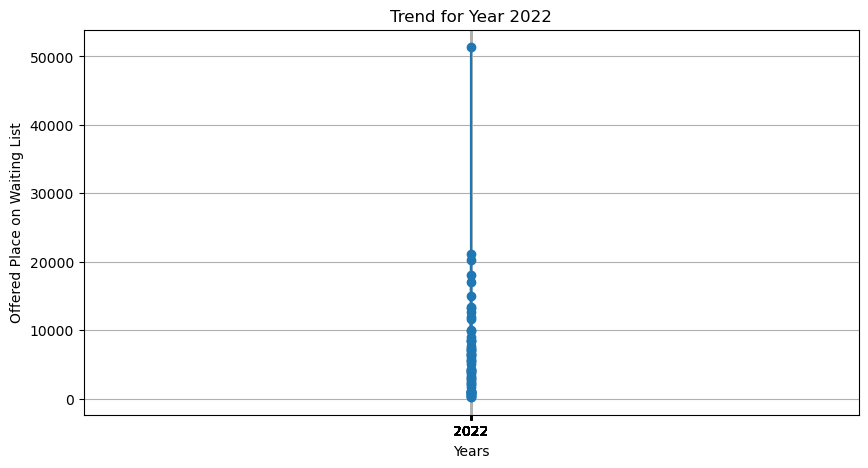 Trend for Year 2022
Offered Place on Waiting List
50000
40000
30000
20000
10000
0
2022
Years